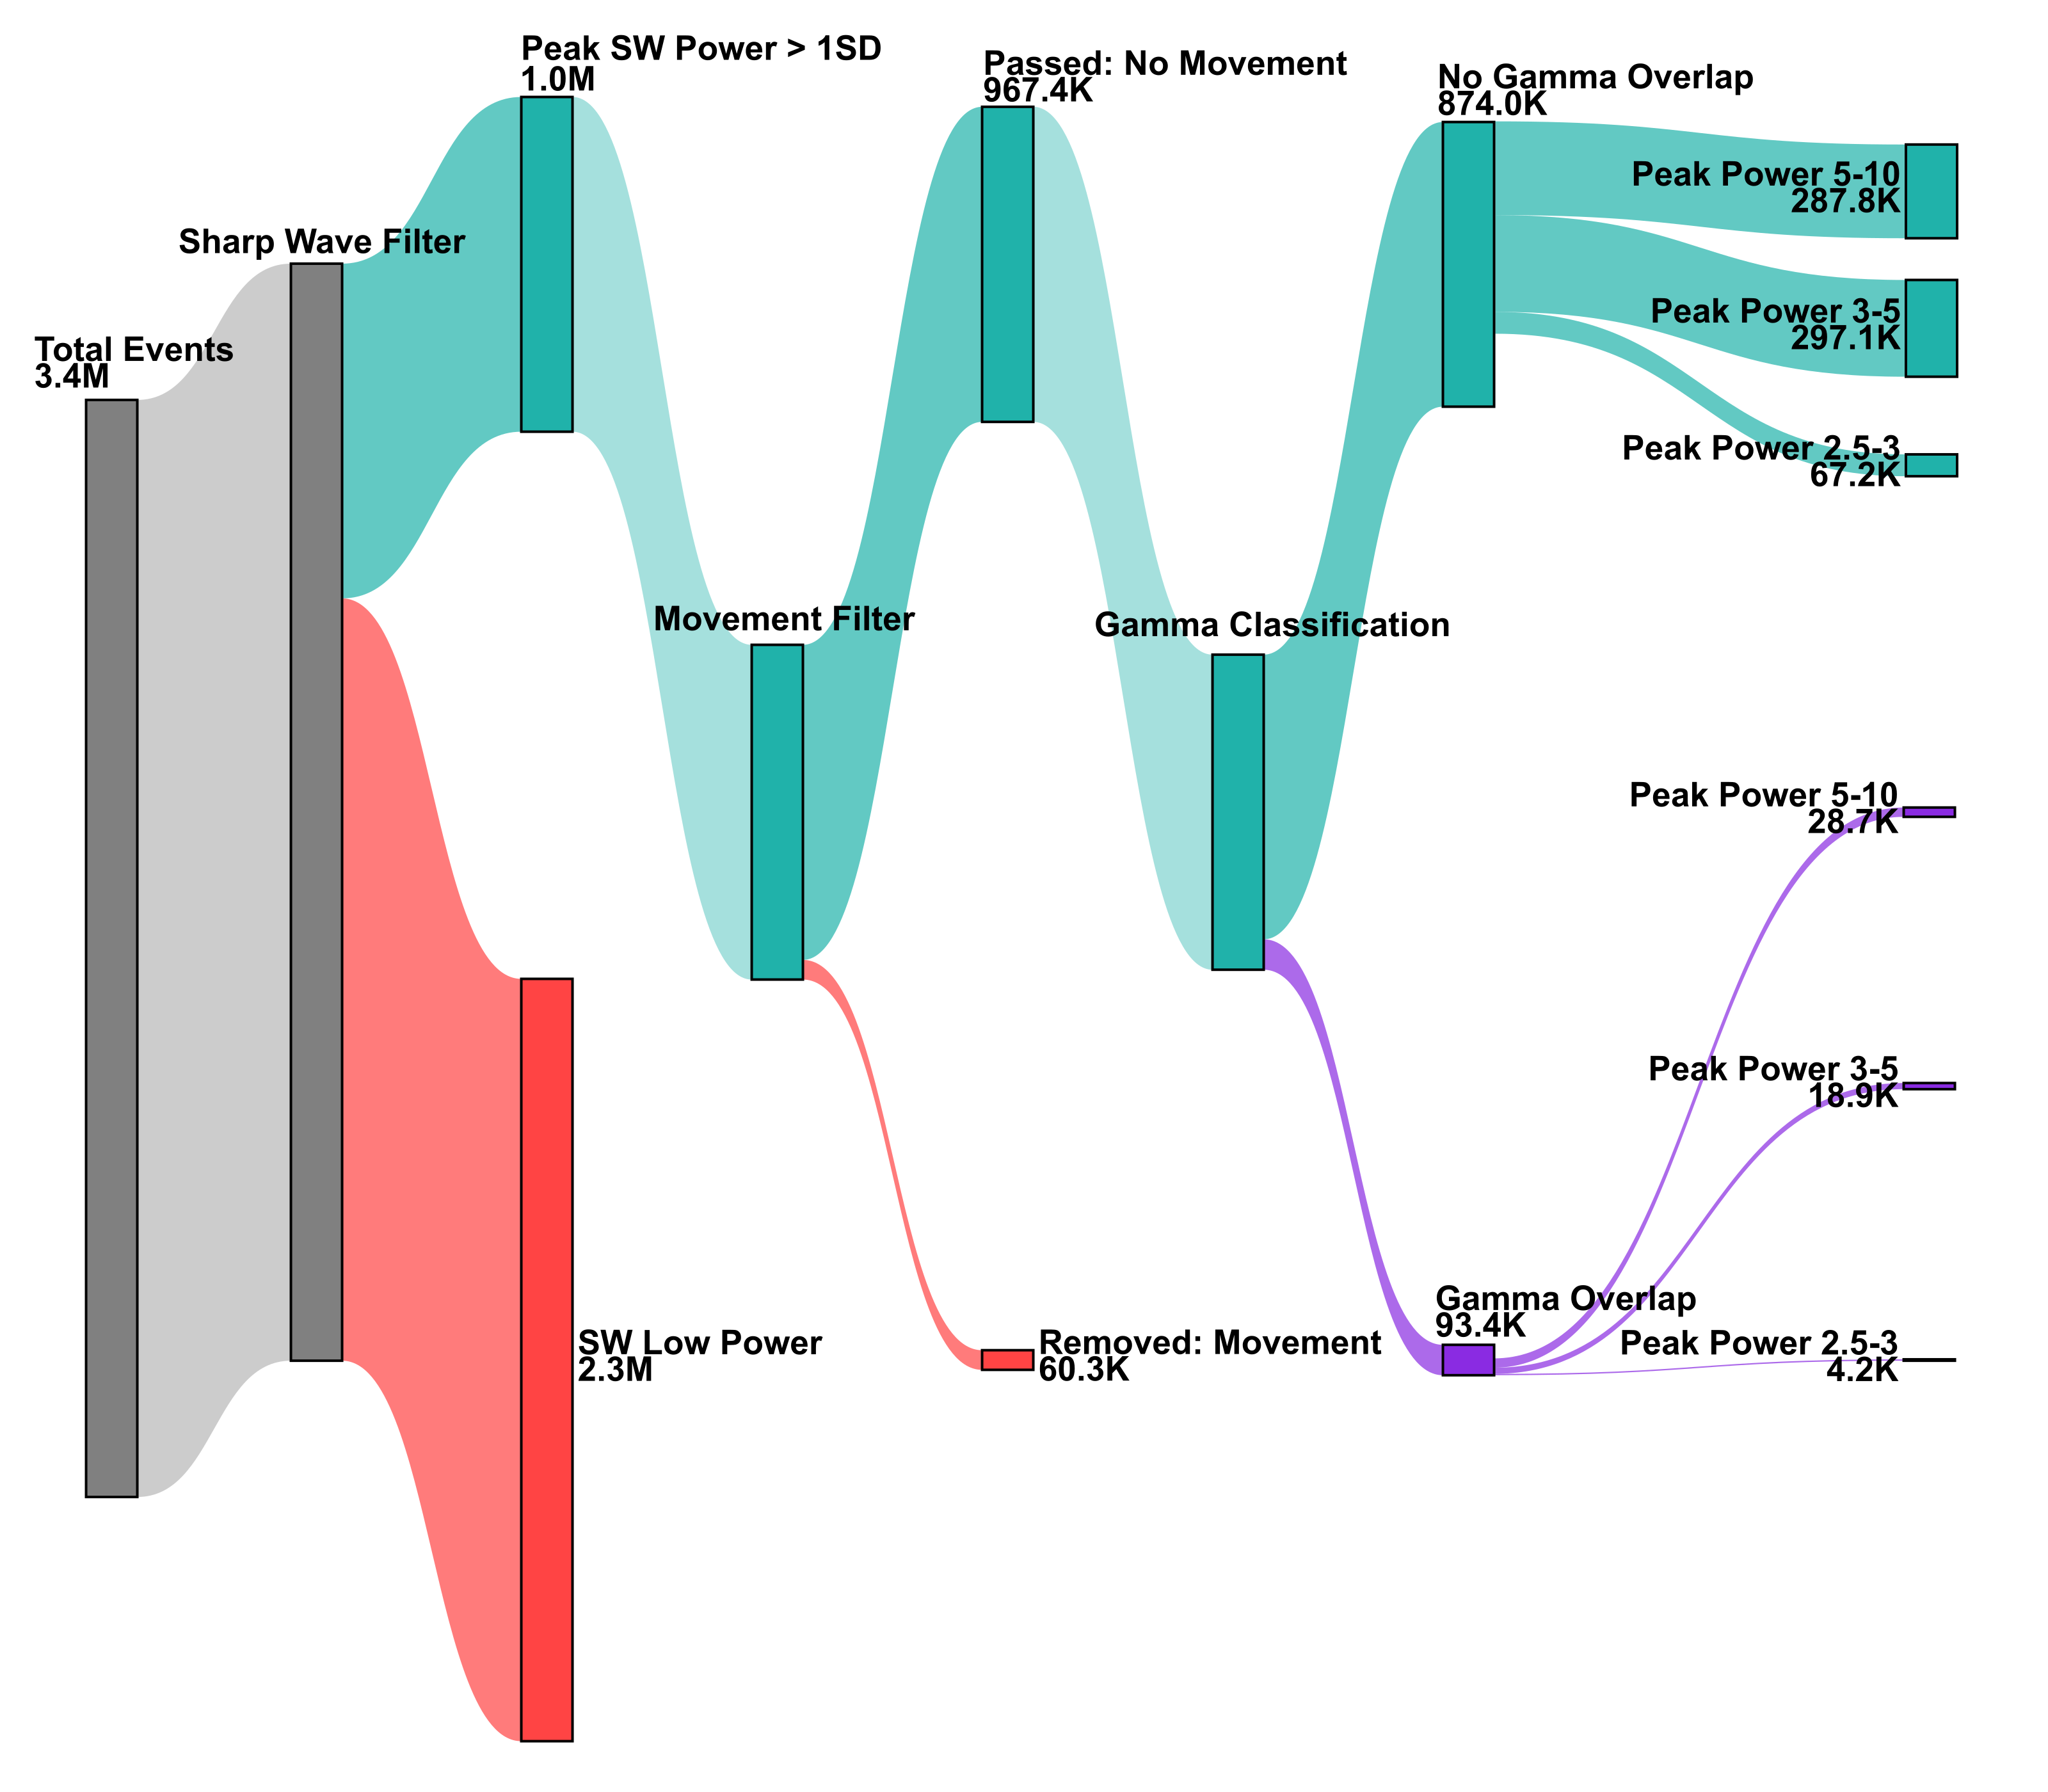 Peak SW Power > 1SD
1.0M
Passed: No Movement
967.4K
No Gamma Overlap
874.0K
Peak Power 5-10
287.8K
Sharp Wave Filter
Peak Power 3-5
297.1K
Total Events
3.4M
Peak Power 2.5-3
67.2K
Movement Filter
Gamma Classification
Peak Power 5-10
28.7K
Peak Power 3-5
18.9K
Gamma Overlap
93.4K
SW Low Power
2.3M
Removed: Movement
60.3K
Peak Power 2.5-3
4.2K